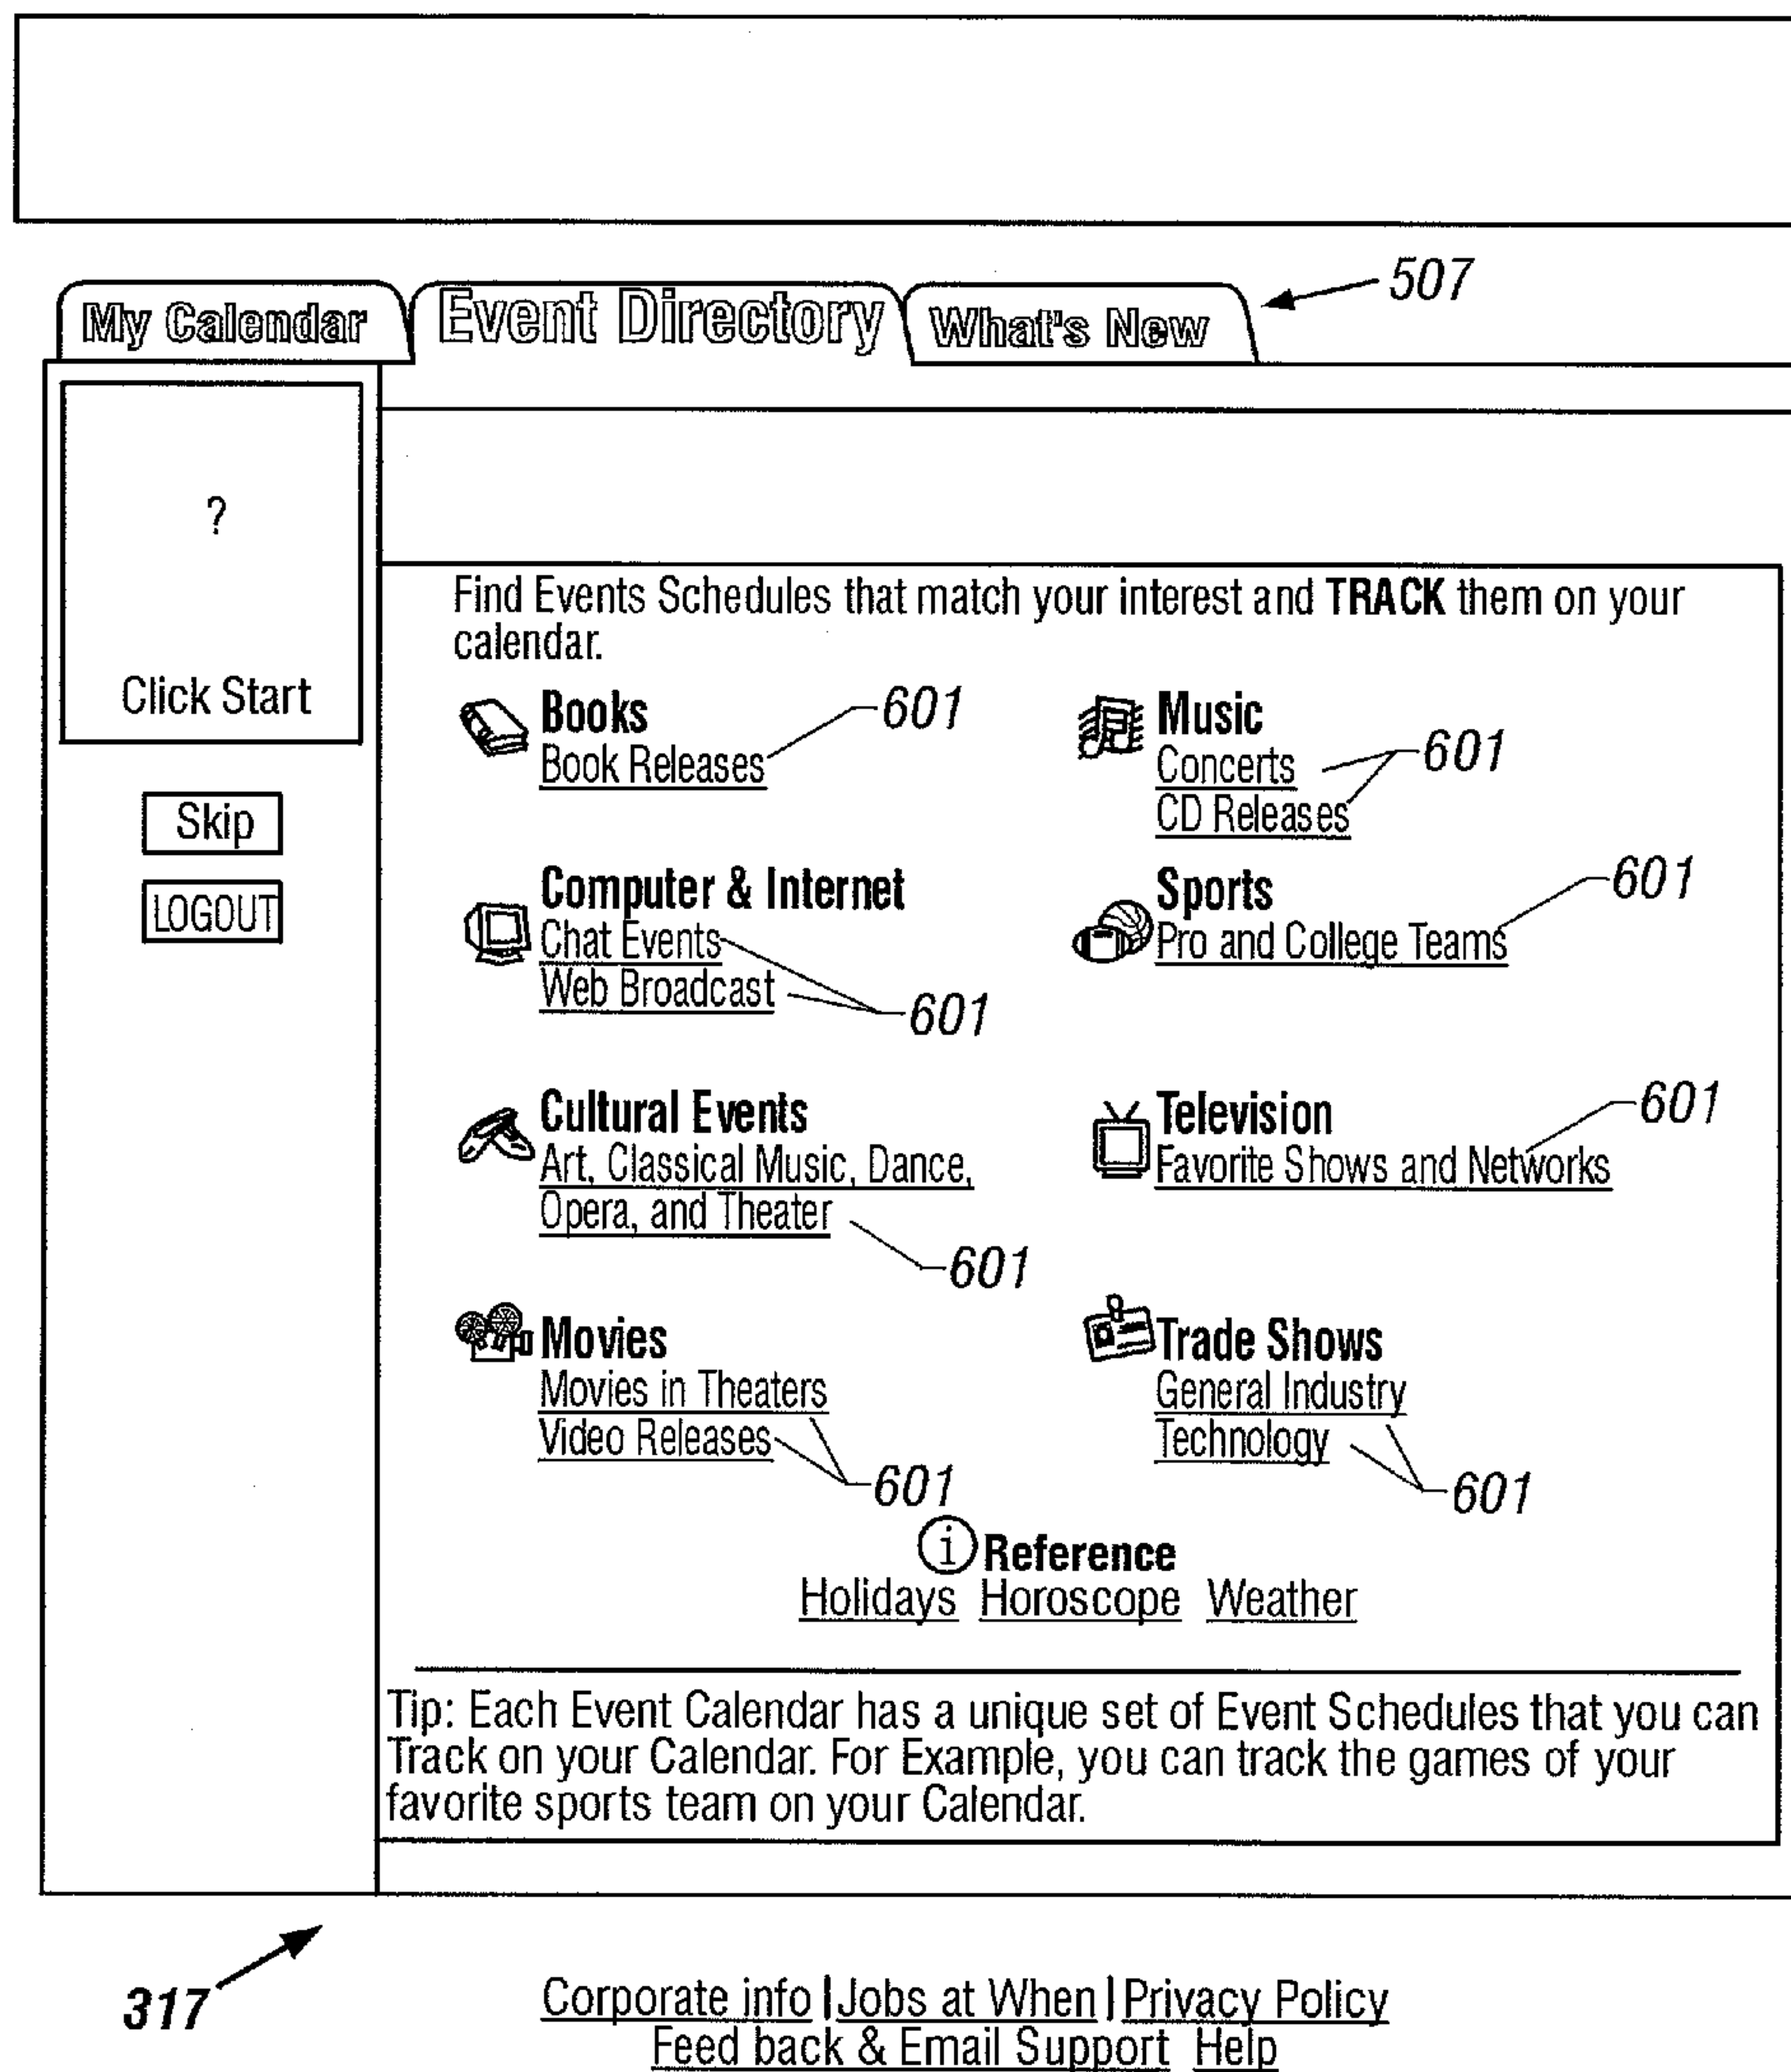 507
My Calendar Event Directory What's New
?
Click Start
Skip
LOGOUT
Find Events Schedules that match your interest and TRACK them on your
calendar.
Books 601
Book Releases
Music
Concerts 601
CD Releases
Computer & Internet
Chat Events
Web Broadcast
601
Sports 601
Pro and College Teams
Cultural Events
Art, Classical Music, Dance,
Opera, and Theater
601
Television 601
Favorite Shows and Networks
Movies
Movies in Theaters
Video Releases
601
Trade Shows
General Industry
Technology
601
i Reference
Holidays Horoscope Weather
Tip: Each Event Calendar has a unique set of Event Schedules that you can
Track on your Calendar. For Example, you can track the games of your
favorite sports team on your Calendar.
317
Corporate info | Jobs at When | Privacy Policy
Feed back & Email Support Help